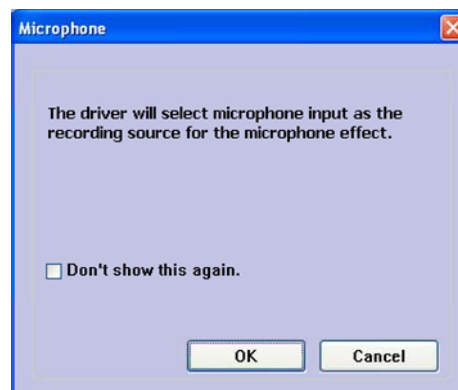 Microphone
The driver will select microphone input as the
recording source for the microphone effect.
Don't show this again.
OK
Cancel